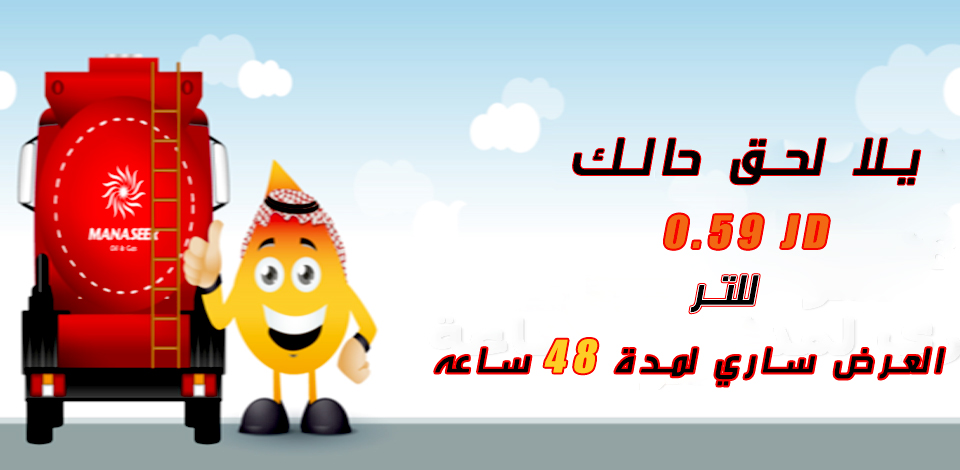 يلا لحق حالك
0.59 JD
للتر
العرض ساري لمدة 48 ساعه
MANASEER
Oil & Gas